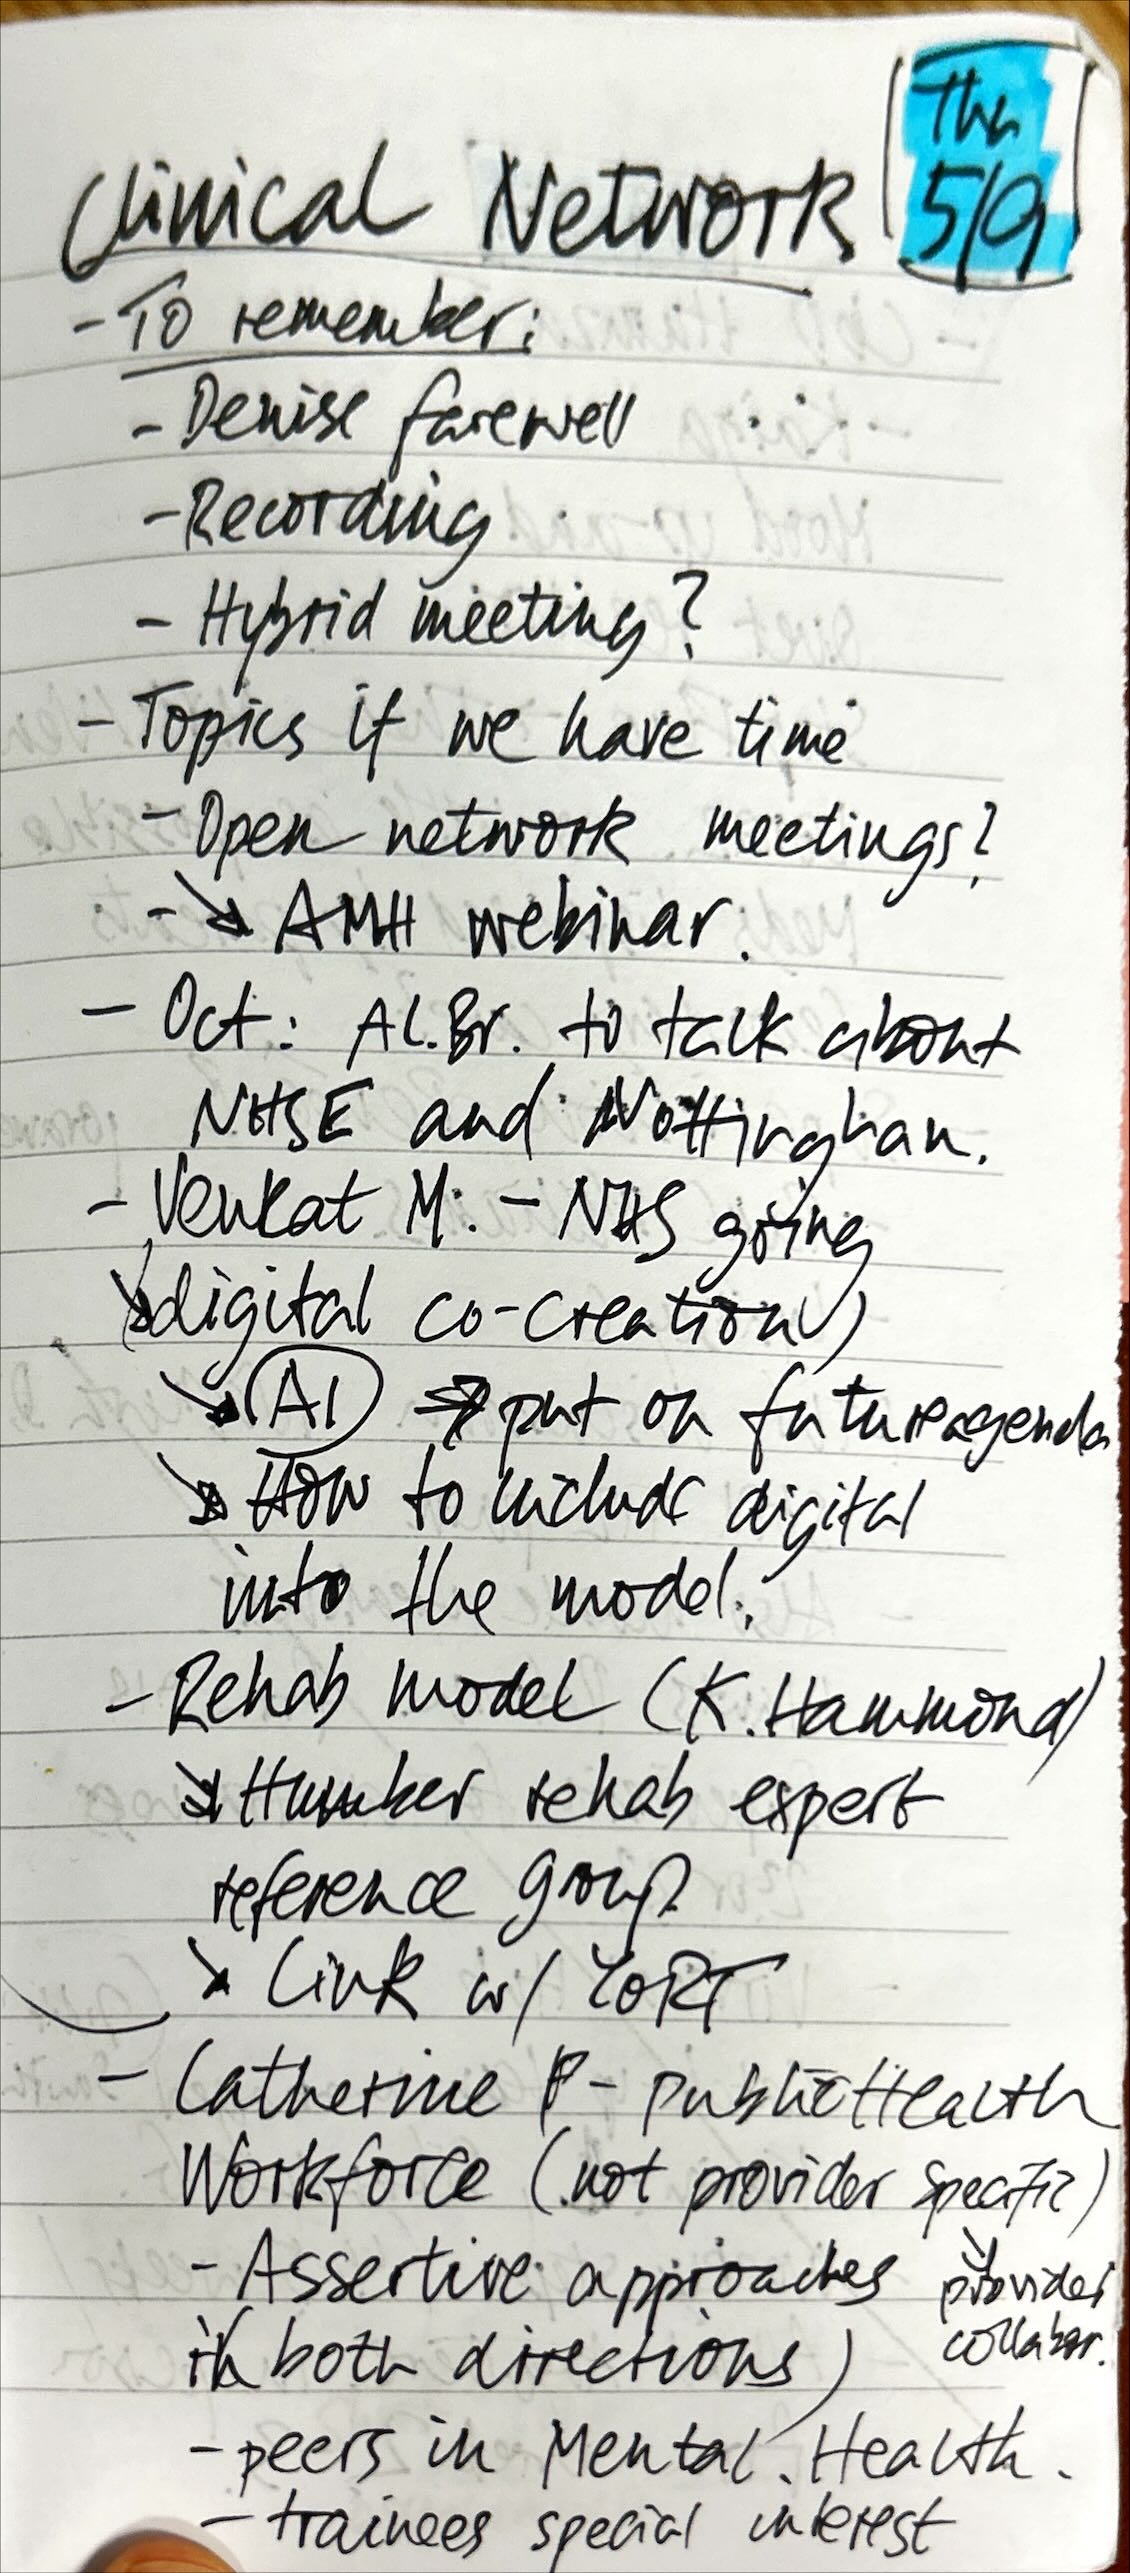 Thu
5/9
Clinical Network
- To remember:
- Denise farewell
- Recording
- Hybrid meeting?
- Topics if we have time
- Open network meetings?
- ↘ AMH webinar.
- Oct: Al.Br. to talk about
NHSE and Nottingham.
- Venkat M. - NHS going
↘ digital co-creation)
↘ AI → put on future agenda
↘ How to include digital
into the model.
- Rehab model (K. Hammond)
↘ Humber rehab expert
reference group
↘ Link w/ YoRT
- Catherine P - Public Health
Workforce (not provider specific)
↘ provider
collabor.
- Assertive approaches
in (both directions)
- peers in Mental Health.
- trainees special interest